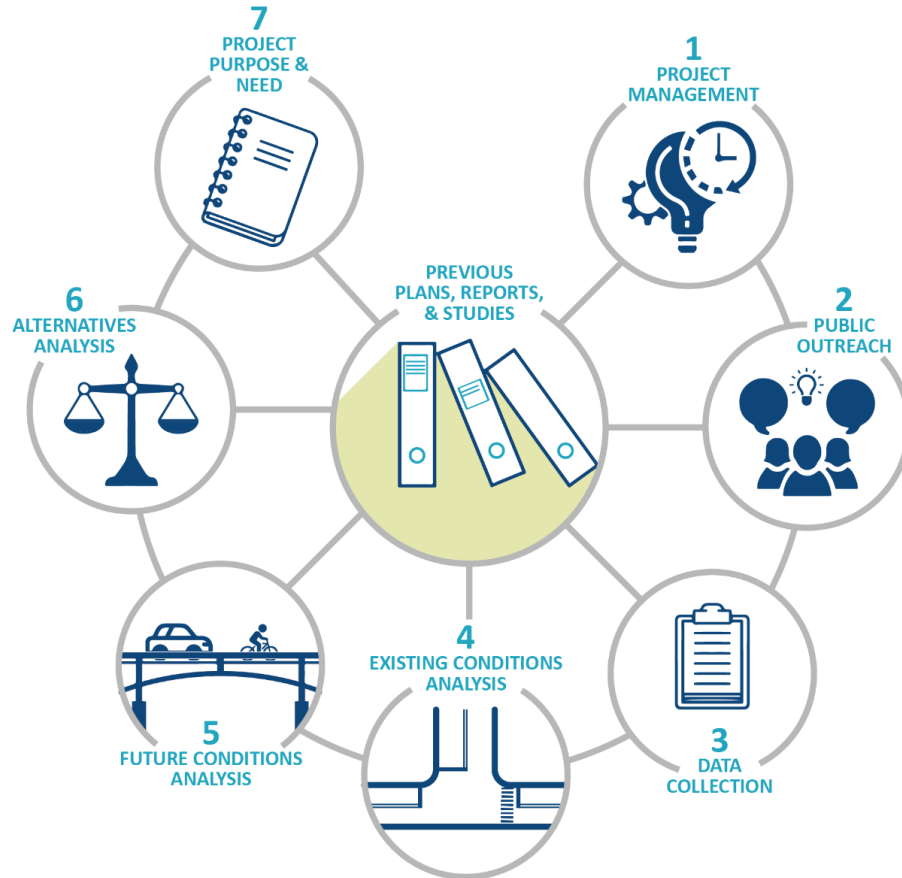 7
PROJECT
PURPOSE &
NEED
1
PROJECT
MANAGEMENT
PREVIOUS
PLANS, REPORTS,
& STUDIES
6
ALTERNATIVES
ANALYSIS
2
PUBLIC
OUTREACH
4
EXISTING CONDITIONS
ANALYSIS
5
FUTURE CONDITIONS
ANALYSIS
3
DATA
COLLECTION